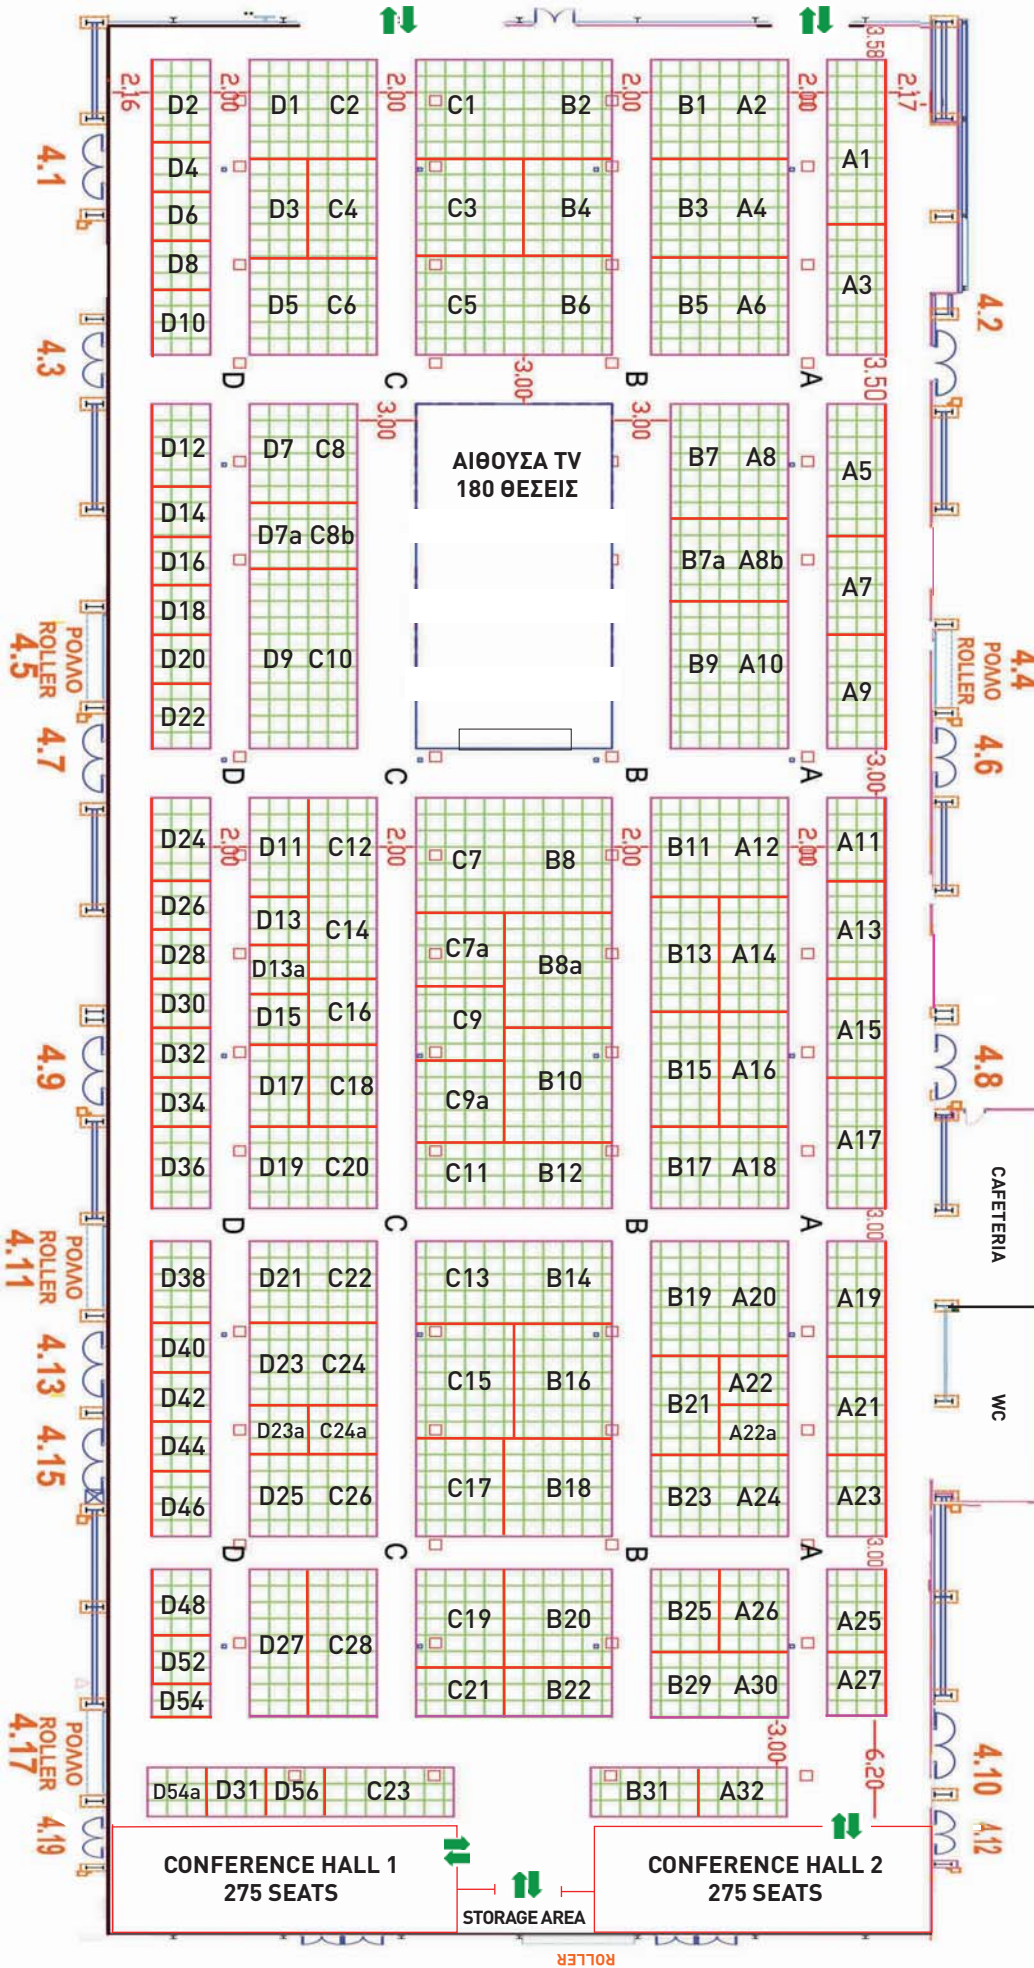 3.58
2.16
2.00
2.00
2.00
2.00
2.17
D2
D1 C2
C1
B2
B1 A2
A1
4.1
D4
D6
D3 C4
C3
B4
B3 A4
D8
D10
D5 C6
C5
B6
B5 A6
A3
4.2
4.3
D
C
3.00
B
A
3.50
3.00
3.00
D12
D7 C8
ΑΙΘΟΥΣΑ TV
180 ΘΕΣΕΙΣ
B7 A8
A5
D14
D7a C8b
D16
B7a A8b
A7
D18
D20
D9 C10
B9 A10
A9
D22
ΡΟΛΛΟ
ROLLER
4.5
4.4
ΡΟΛΛΟ
ROLLER
4.7
4.6
D
C
B
A
3.00
D24
2.00
D11
C12
2.00
C7
B8
2.00
B11 A12
2.00
A11
D26
D13
C14
C7a
B8a
B13
A14
A13
D28
D13a
D30
D15
C16
C9
A15
D32
4.9
4.8
D17
C18
B10
B15
A16
D34
C9a
A17
D36
D19 C20
C11
B12
B17 A18
CAFETERIA
D
C
B
A
3.00
ΡΟΛΛΟ
ROLLER
4.11
D38
D21 C22
C13
B14
B19 A20
A19
4.13
D40
D23 C24
C15
B16
A22
D42
B21
A21
WC
D44
D23a
C24a
A22a
4.15
D46
D25 C26
C17
B18
B23 A24
A23
D
C
B
A
3.00
D48
C19
B20
B25
A26
A25
D27
C28
D52
D54
C21
B22
B29 A30
A27
ΡΟΛΛΟ
ROLLER
4.17
3.00
6.20
4.10
D54a
D31
D56
C23
B31
A32
4.19
4.12
CONFERENCE HALL 1
275 SEATS
CONFERENCE HALL 2
275 SEATS
STORAGE AREA
ROLLER